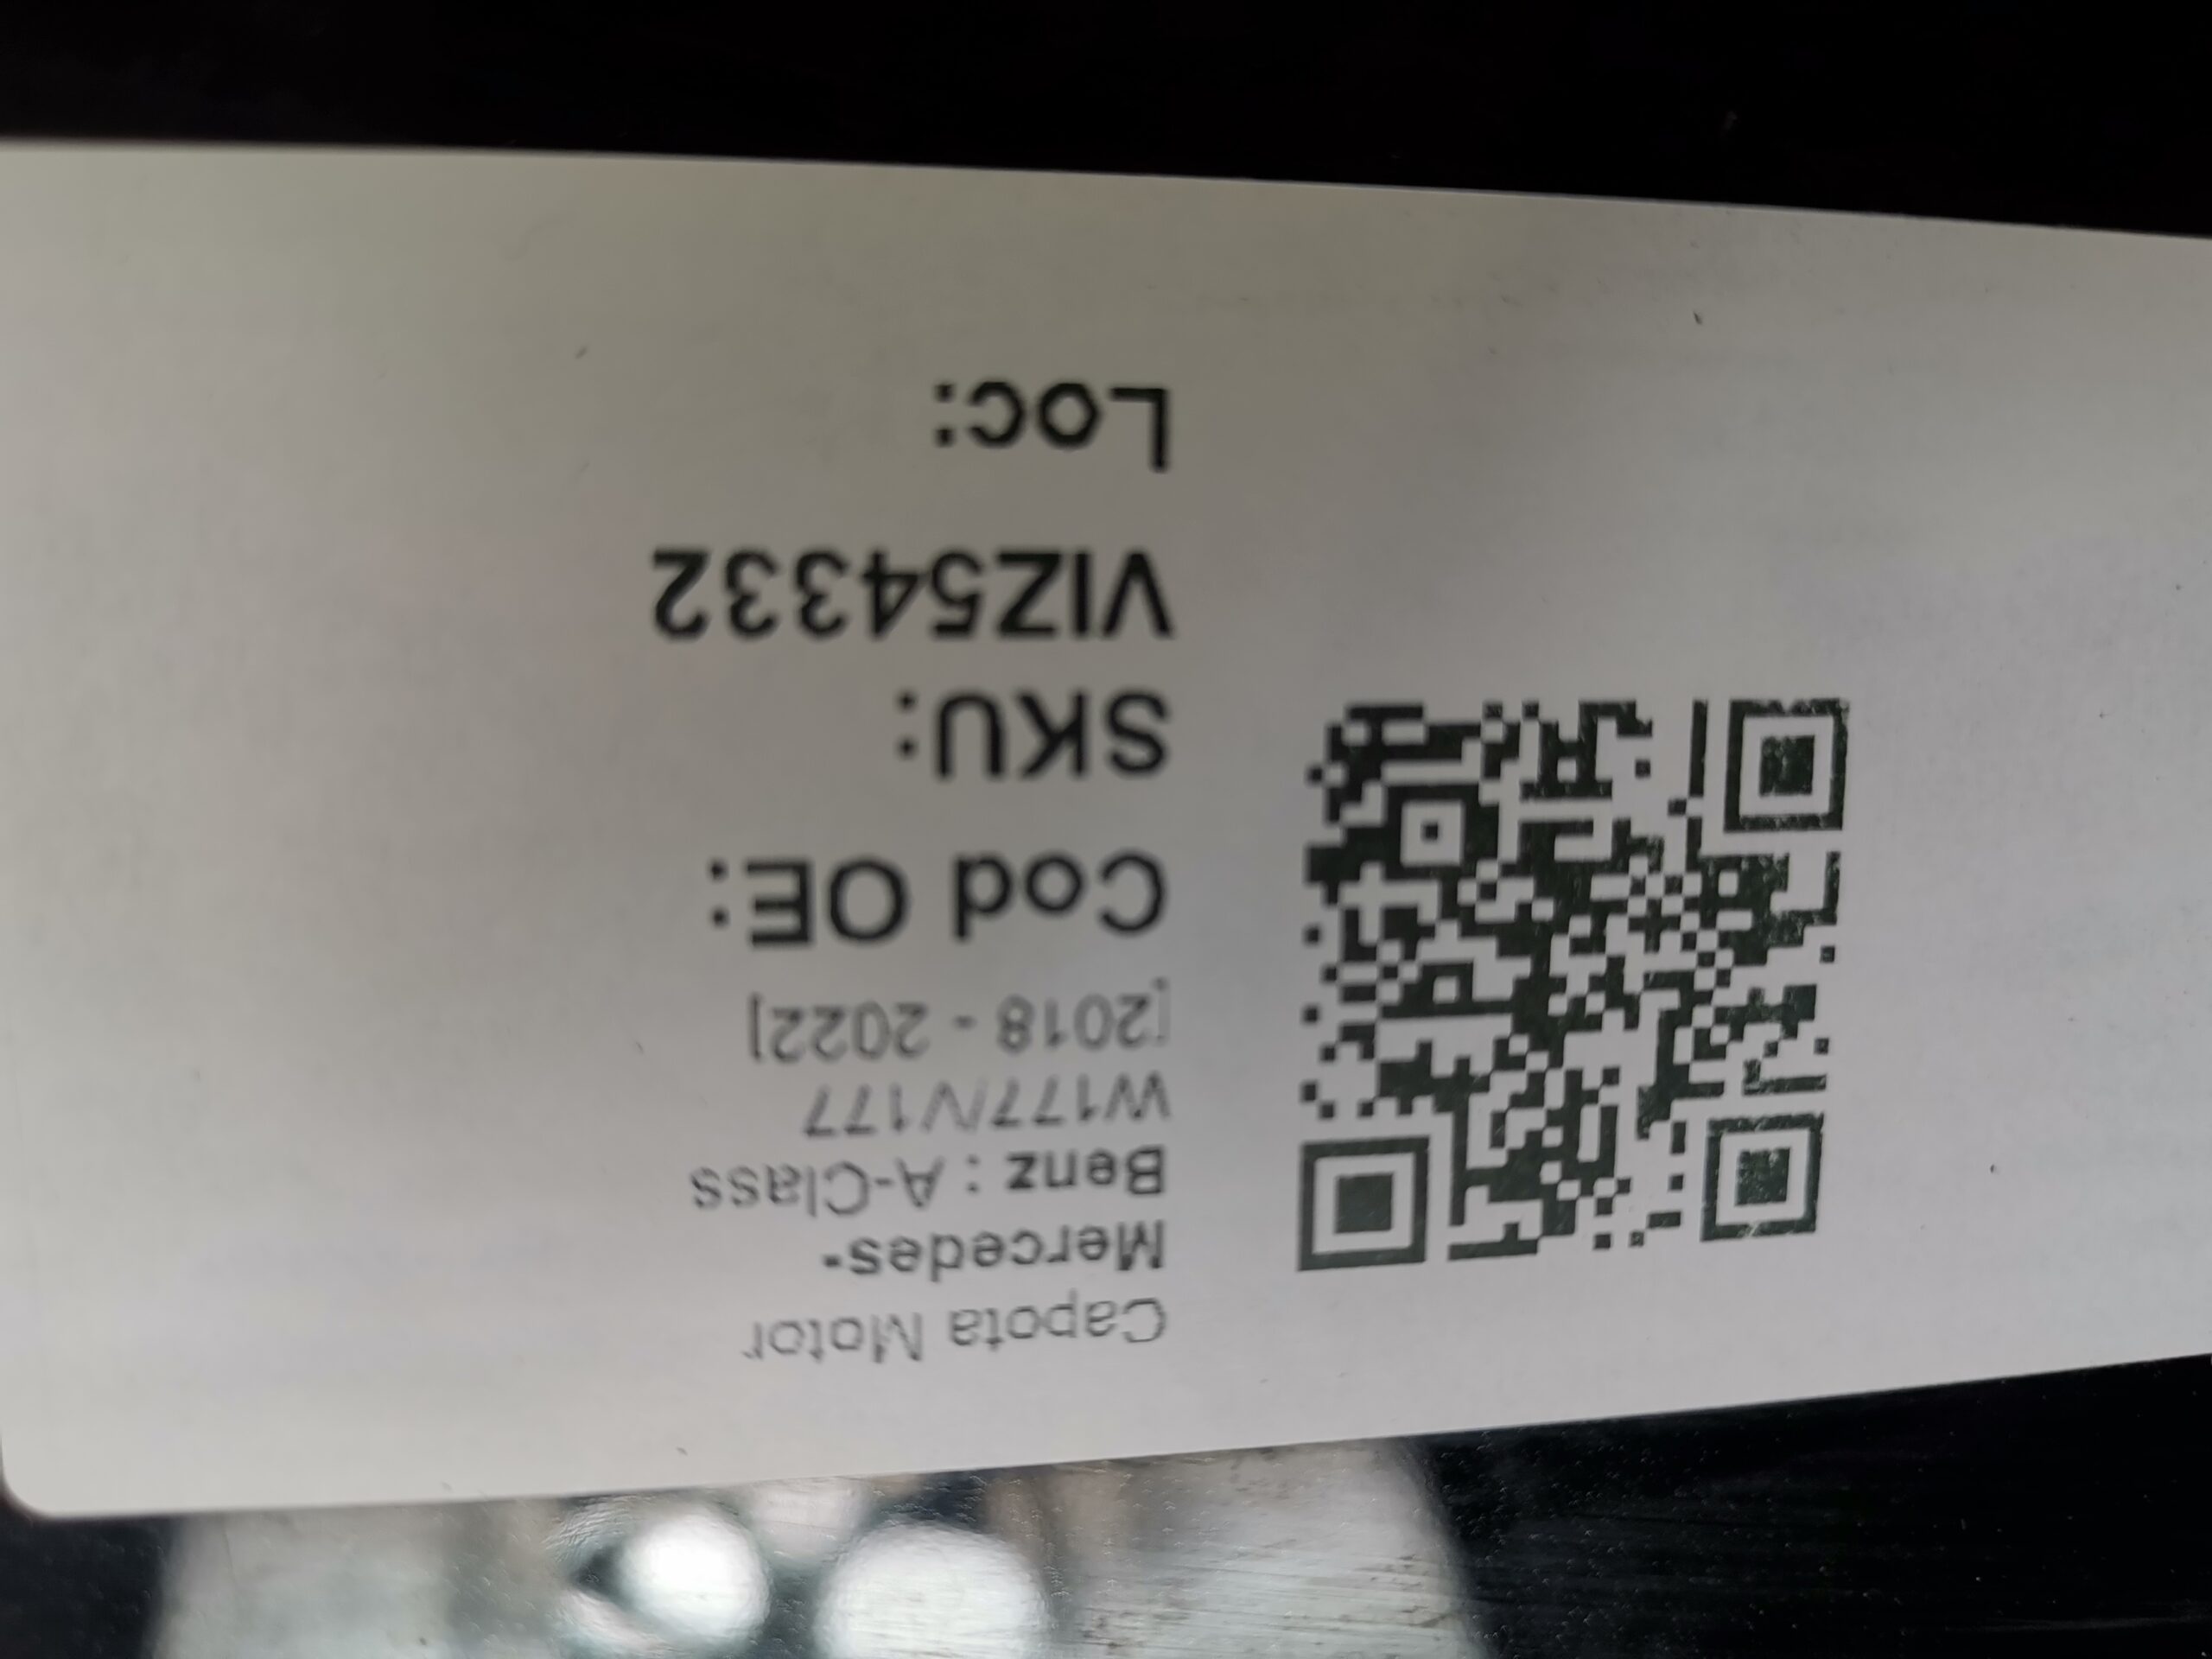 Capota Motor
Mercedes-
Benz : A-Class
W177/V177
[2018 - 2022]
Cod OE:
SKU:
VIZ54332
Loc: